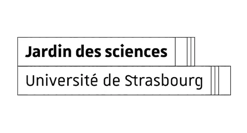 Jardin des sciences
Université de Strasbourg